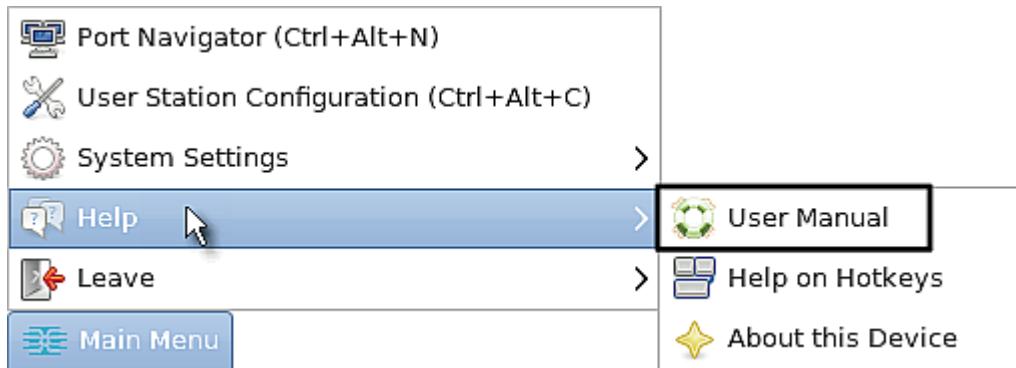 Port Navigator (Ctrl+Alt+N)
User Station Configuration (Ctrl+Alt+C)
System Settings
Help
User Manual
Leave
Help on Hotkeys
Main Menu
About this Device